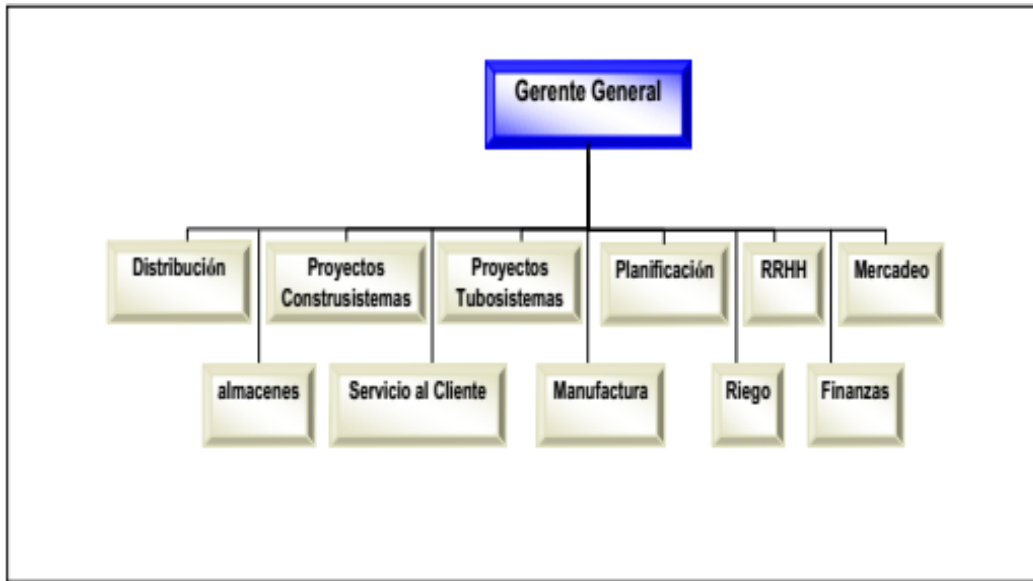 Gerente General
Distribución
Proyectos
Construsistemas
Proyectos
Tubosistemas
Planificación
RRHH
Mercadeo
almacenes
Servicio al Cliente
Manufactura
Riego
Finanzas